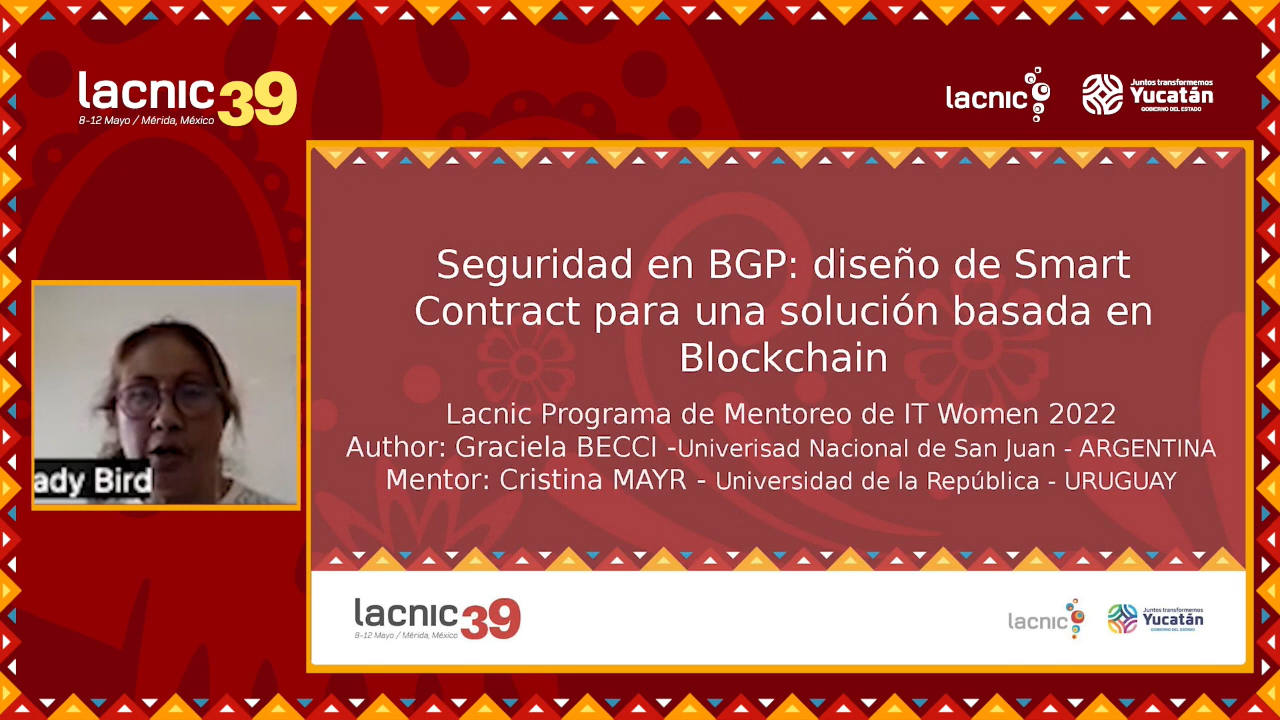 lacnic39
8-12 Mayo / Mérida, México
lacnic
Juntos transformemos
Yucatán
GOBIERNO DEL ESTADO
Seguridad en BGP: diseño de Smart
Contract para una solución basada en
Blockchain
Lacnic Programa de Mentoreo de IT Women 2022
Author: Graciela BECCI -Univerisad Nacional de San Juan - ARGENTINA
Mentor: Cristina MAYR - Universidad de la República - URUGUAY
ady Bird
lacnic39
8-12 Mayo / Mérida, México
lacnic
Juntos transformemos
Yucatán
GOBIERNO DEL ESTADO